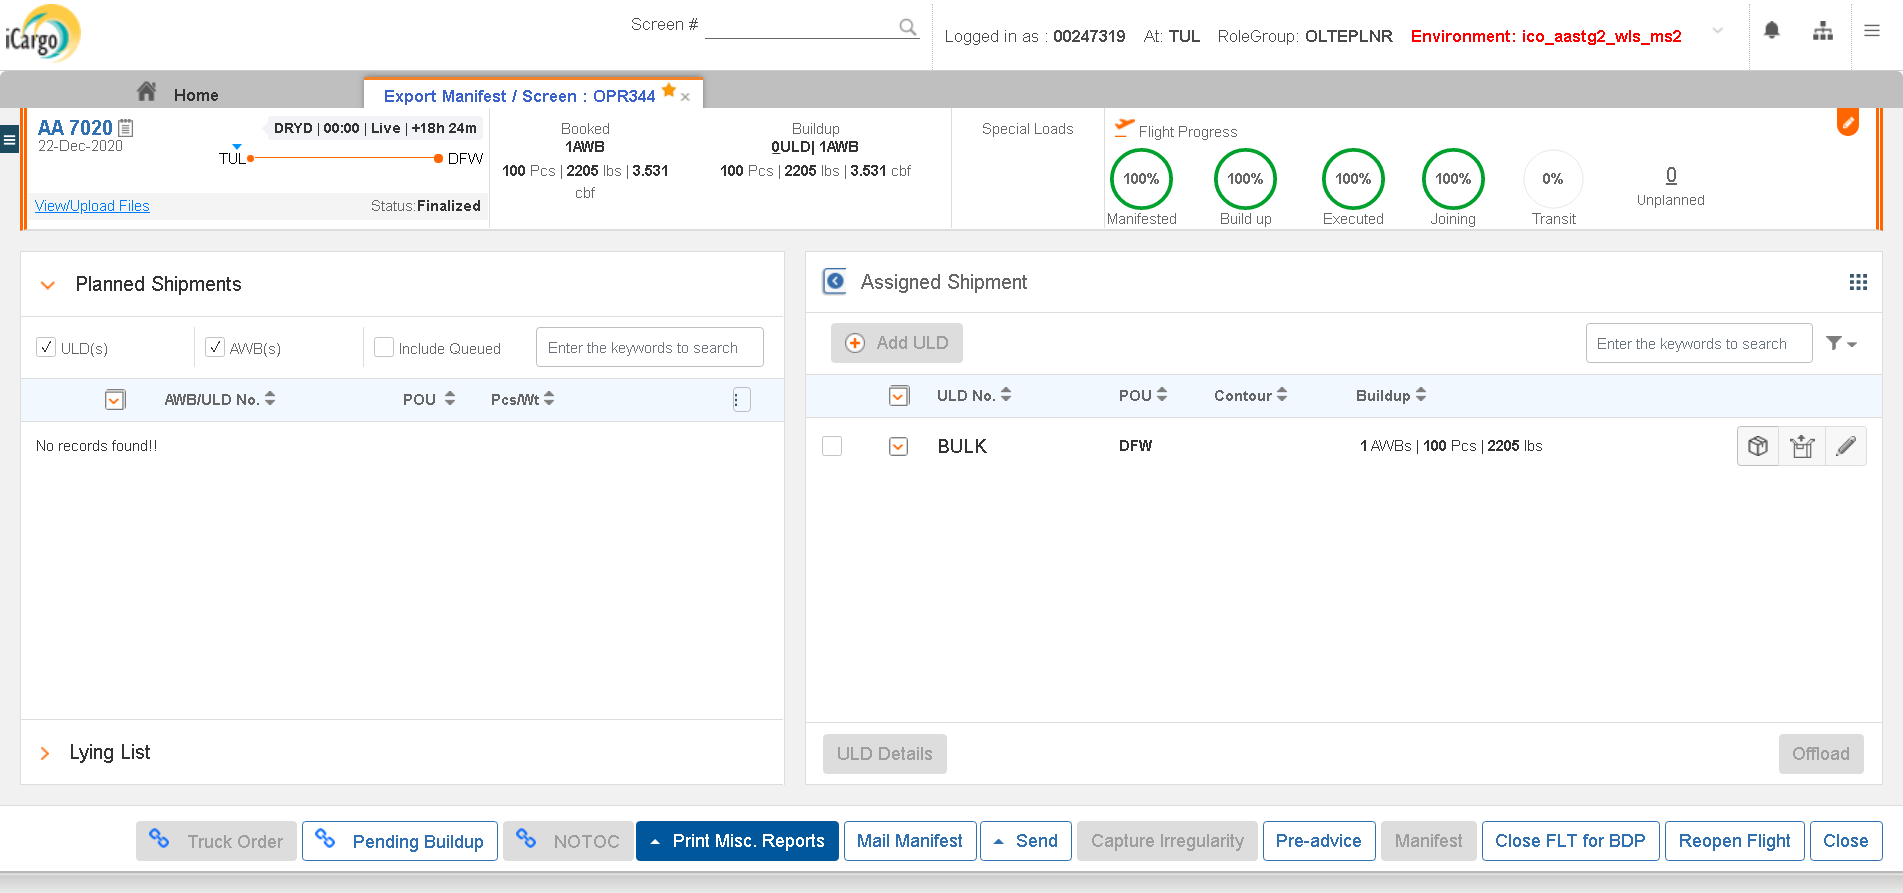 iCargo
Screen #
Logged in as : 00247319 At: TUL RoleGroup: OLTEPLNR Environment: ico_aastg2_wls_ms2
Home
Export Manifest / Screen : OPR344
AA 7020
22-Dec-2020
DRYD | 00:00 | Live | +18h 24m
TUL
DFW
View/Upload Files
Status:Finalized
Booked
1AWB
100 Pcs | 2205 lbs | 3.531
cbf
Buildup
0ULD| 1AWB
100 Pcs | 2205 lbs | 3.531 cbf
Special Loads
Flight Progress
100%
Manifested
100%
Build up
100%
Executed
100%
Joining
0%
Transit
0
Unplanned
Planned Shipments
ULD(s)
AWB(s)
Include Queued
Enter the keywords to search
AWB/ULD No. POU Pcs/Wt
No records found!!
Lying List
Assigned Shipment
Add ULD
Enter the keywords to search
ULD No. POU Contour Buildup
BULK DFW 1 AWBs | 100 Pcs | 2205 lbs
ULD Details
Offload
Truck Order
Pending Buildup
NOTOC
Print Misc. Reports
Mail Manifest
Send
Capture Irregularity
Pre-advice
Manifest
Close FLT for BDP
Reopen Flight
Close